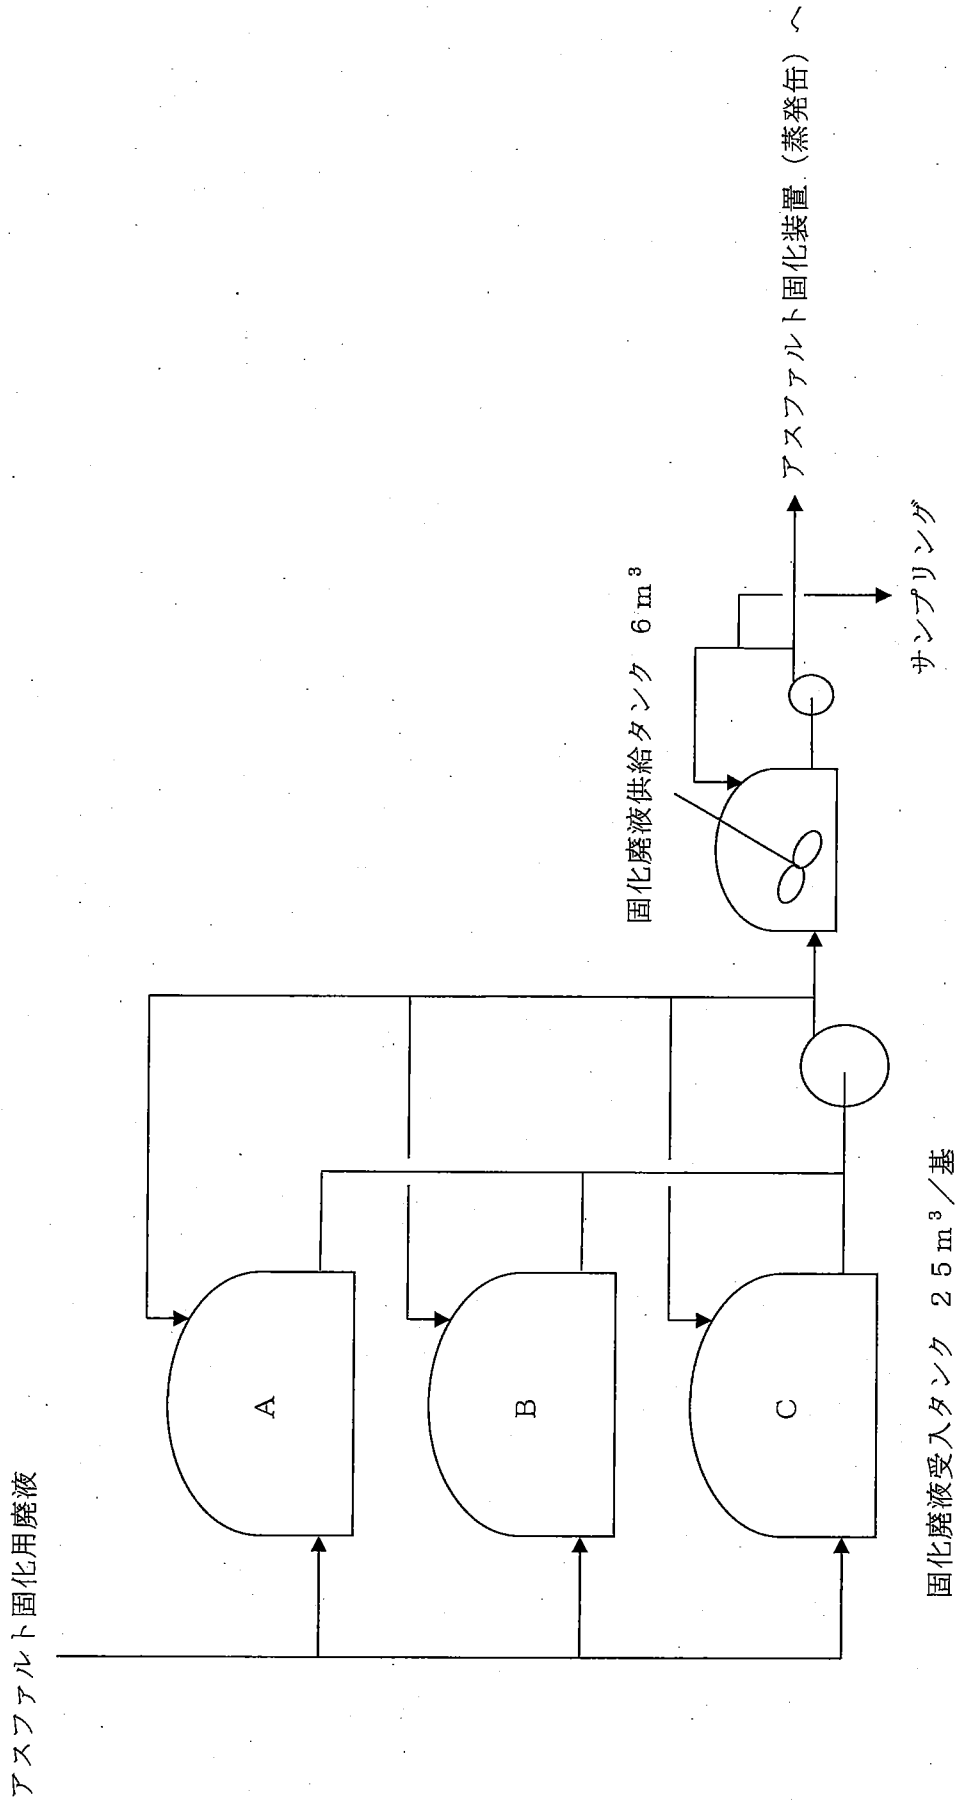 アスファルト固化用廃液
A
B
C
固化廃液受入タンク 25m³/基
固化廃液供給タンク 6m³
サンプリング
アスファルト固化装置(蒸発缶)へ